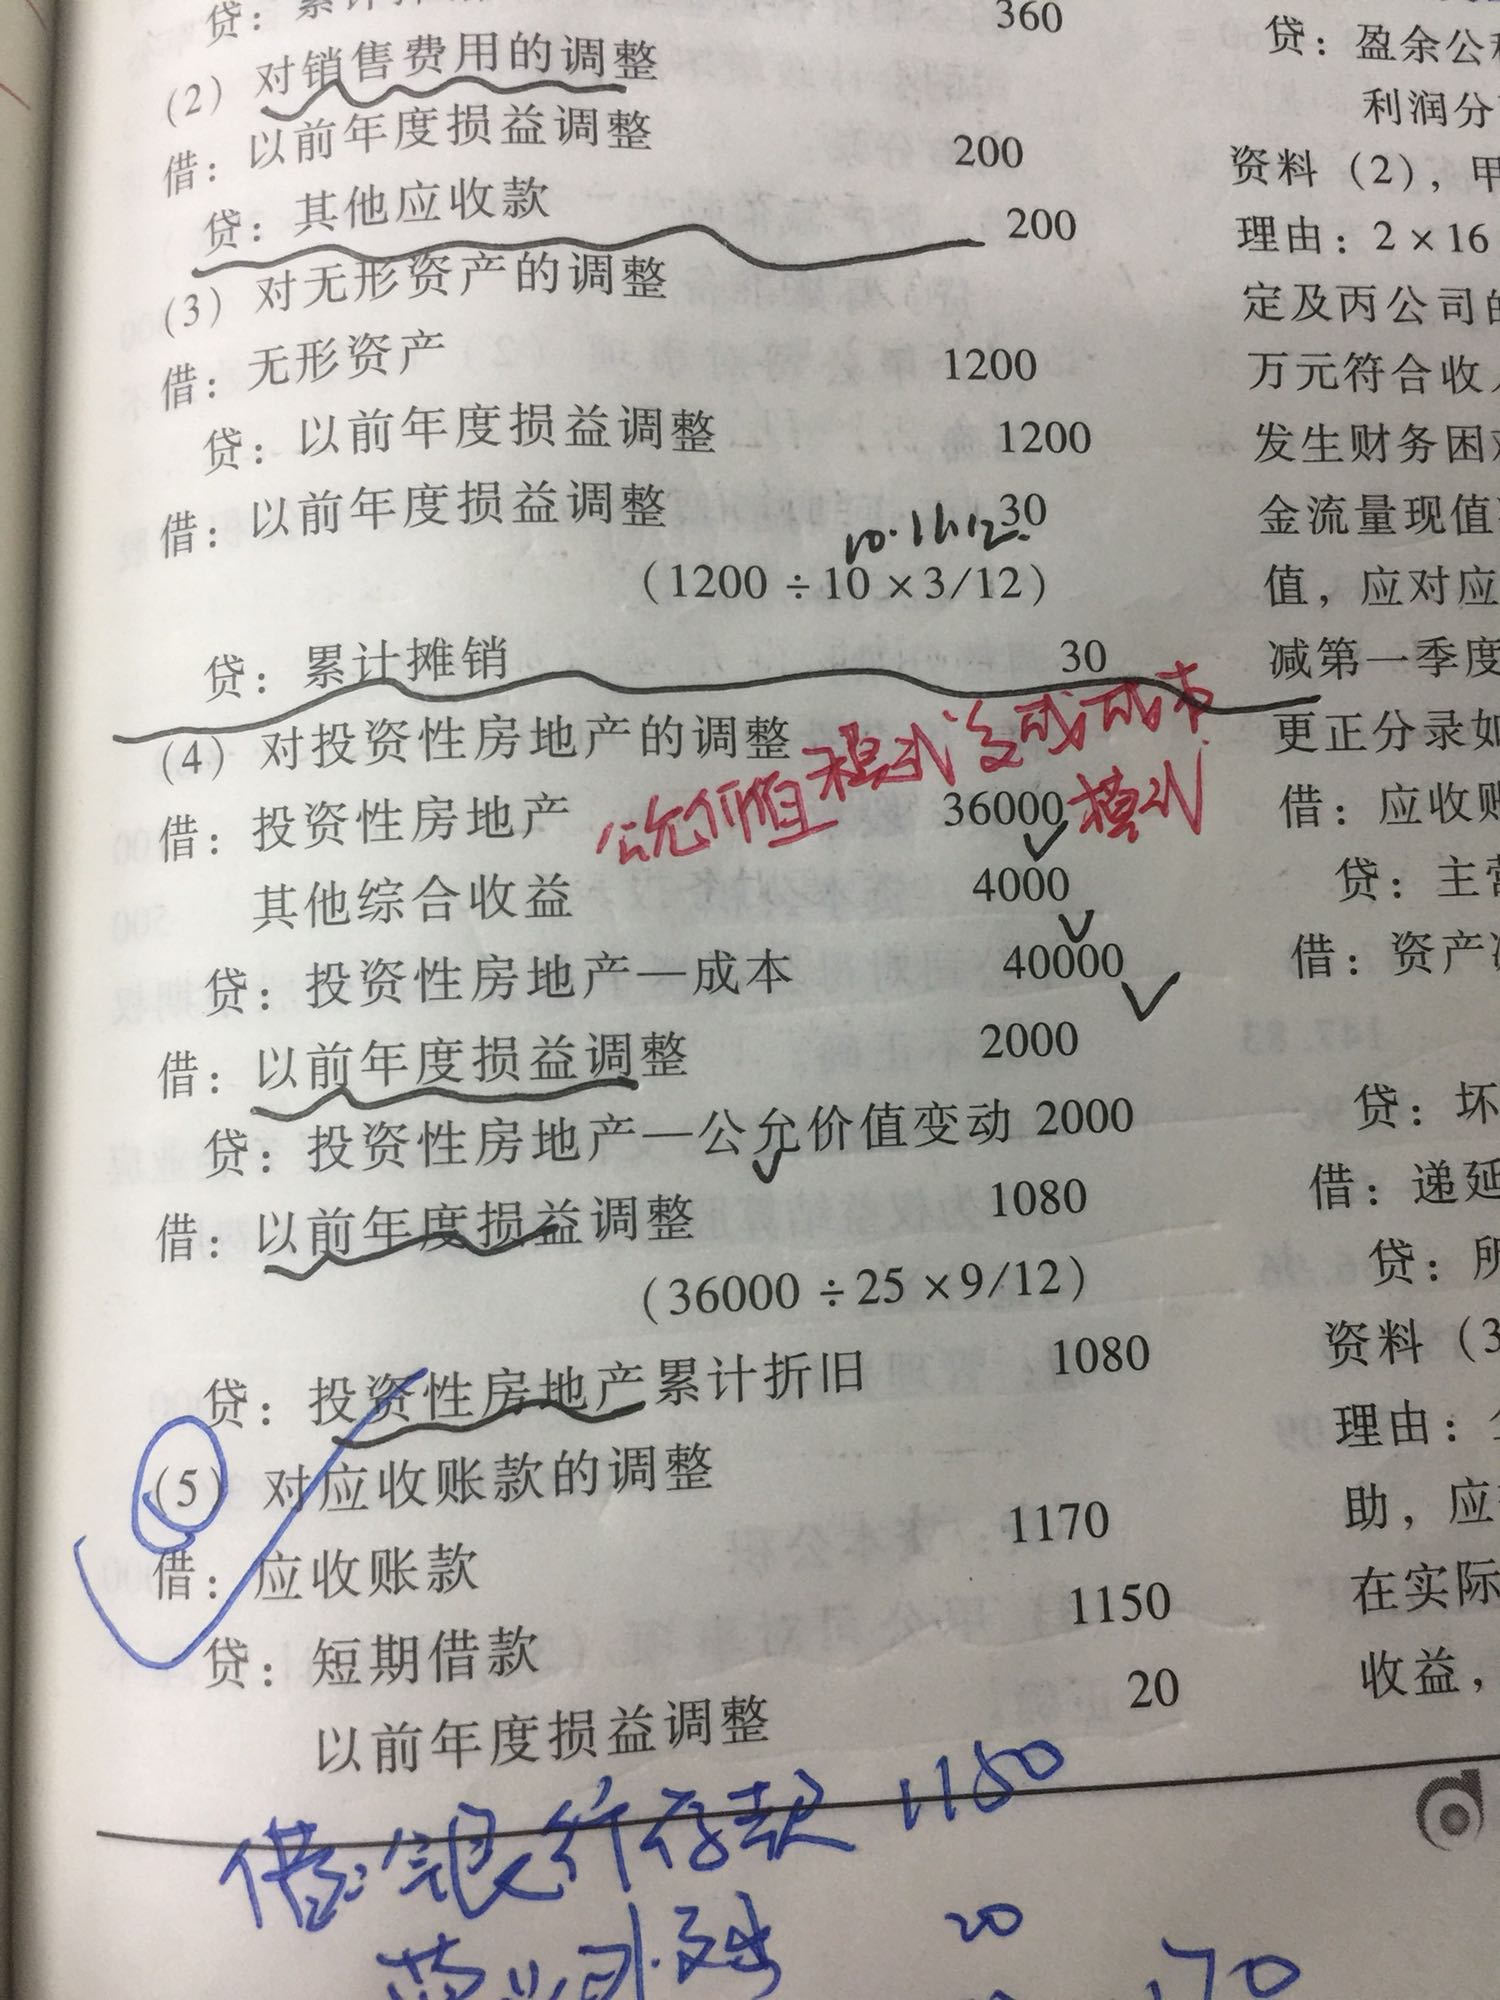 贷：累计折 360
（2）对销售费用的调整
借：以前年度损益调整 200
贷：其他应收款 200
（3）对无形资产的调整
借：无形资产 1200
贷：以前年度损益调整 1200
借：以前年度损益调整 30
10.11.12
（1200÷10×3/12）
贷：累计摊销 30
（4）对投资性房地产的调整
公允价值模式变成成本模式
借：投资性房地产 36000
其他综合收益 4000
贷：投资性房地产—成本 40000
借：以前年度损益调整 2000
贷：投资性房地产—公允价值变动 2000
借：以前年度损益调整 1080
（36000÷25×9/12）
贷：投资性房地产累计折旧 1080
（5）对应收账款的调整
借：应收账款 1170
贷：短期借款 1150
以前年度损益调整 20
借：银行存款 1150
营业外支出 20
170
贷：盈余公
利润分
资料（2），甲
理由：2×16
定及丙公司的
万元符合收
发生财务困
金流量现值
值，应对应
减第一季度
更正分录如
借：应收账
贷：主营
借：资产
贷：坏
借：递延
贷：所
资料（3
理由：
助，应
在实际
收益，